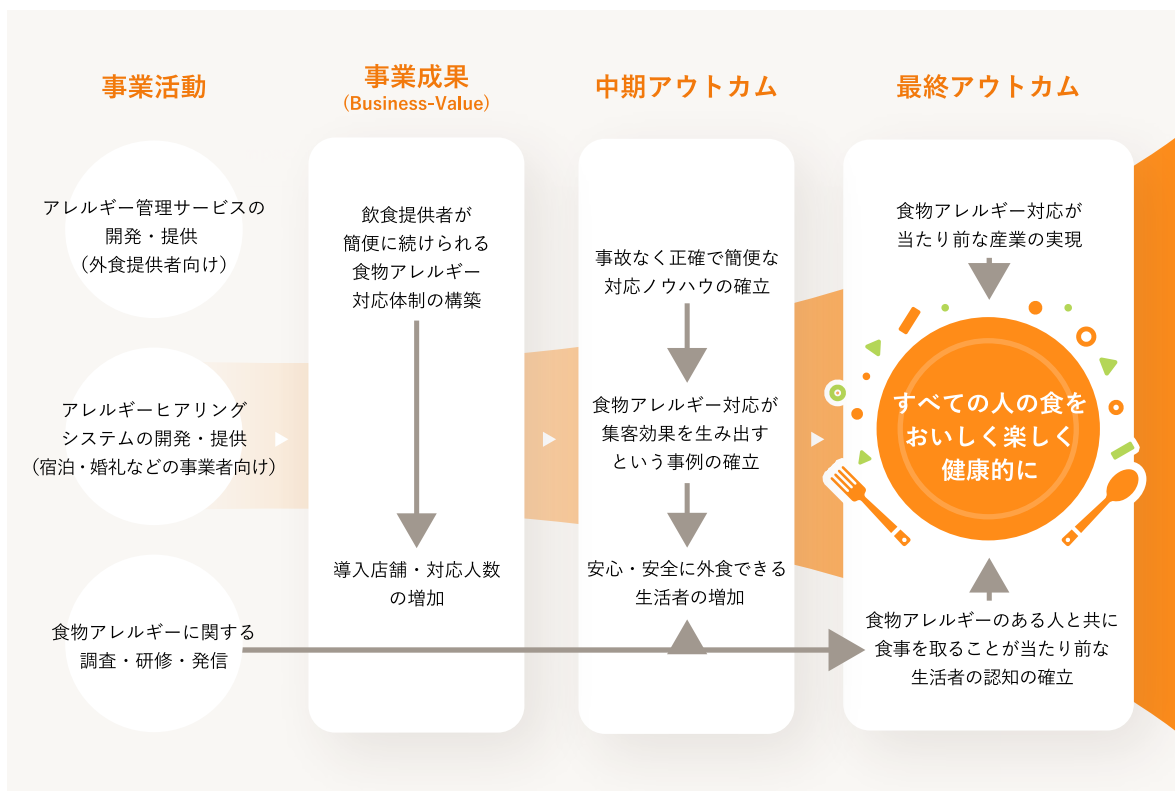 事業活動
アレルギー管理サービスの
開発・提供
（外食提供者向け）
アレルギーヒアリング
システムの開発・提供
（宿泊・婚礼などの事業者向け）
食物アレルギーに関する
調査・研修・発信
事業成果
(Business-Value)
飲食提供者が
簡便に続けられる
食物アレルギー
対応体制の構築
導入店舗・対応人数
の増加
中期アウトカム
事故なく正確で簡便な
対応ノウハウの確立
食物アレルギー対応が
集客効果を生み出す
という事例の確立
安心・安全に外食できる
生活者の増加
最終アウトカム
食物アレルギー対応が
当たり前な産業の実現
すべての人の食を
おいしく楽しく
健康的に
食物アレルギーのある人と共に
食事を取ることが当たり前な
生活者の認知の確立